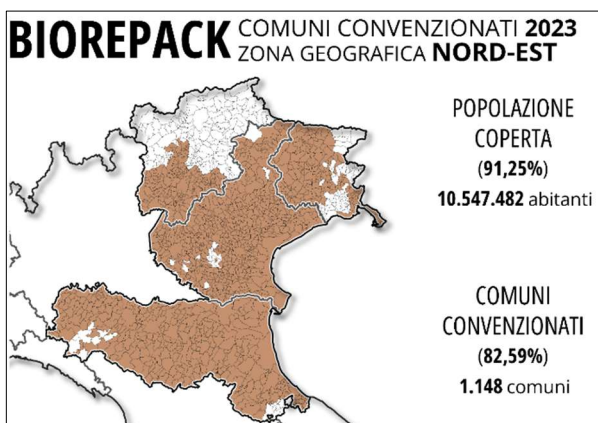 BIOREPACK COMUNI CONVENZIONATI 2023
ZONA GEOGRAFICA NORD-EST
POPOLAZIONE
COPERTA
(91,25%)
10.547.482 abitanti
COMUNI
CONVENZIONATI
(82,59%)
1.148 comuni